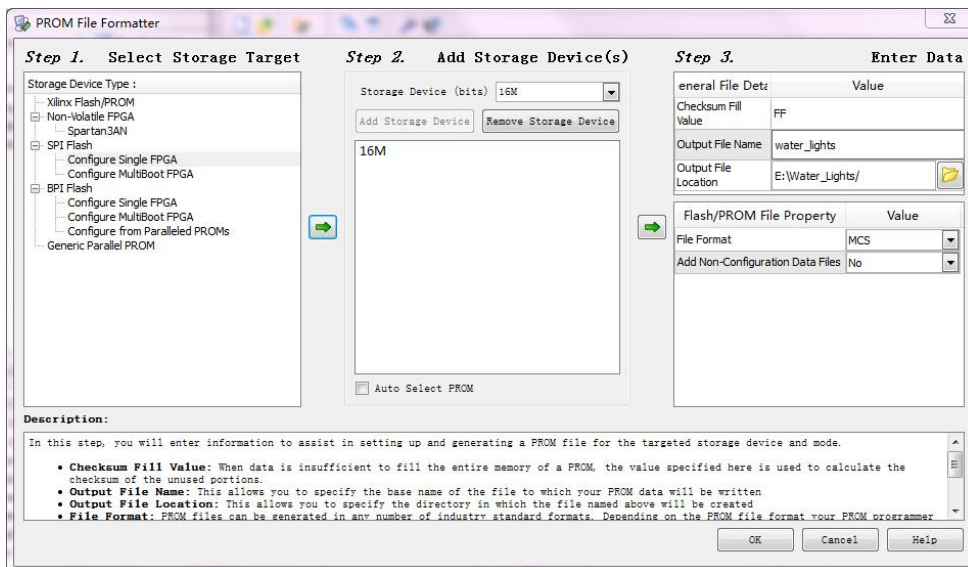 PROM File Formatter
Step 1. Select Storage Target
Storage Device Type :
Xilinx Flash/PROM
Non-Volatile FPGA
Spartan3AN
SPI Flash
Configure Single FPGA
Configure MultiBoot FPGA
BPI Flash
Configure Single FPGA
Configure MultiBoot FPGA
Configure from Paralleled PROMs
Generic Parallel PROM
Step 2. Add Storage Device(s)
Storage Device (bits) 16M
Add Storage Device Remove Storage Device
16M
Auto Select PROM
Step 3. Enter Data
eneral File Deta Value
Checksum Fill
Value FF
Output File Name water_lights
Output File
Location E:\Water_Lights/
Flash/PROM File Property Value
File Format MCS
Add Non-Configuration Data Files No
Description:
In this step, you will enter information to assist in setting up and generating a PROM file for the targeted storage device and mode.
• Checksum Fill Value: When data is insufficient to fill the entire memory of a PROM, the value specified here is used to calculate the
checksum of the unused portions.
• Output File Name: This allows you to specify the base name of the file to which your PROM data will be written
• Output File Location: This allows you to specify the directory in which the file named above will be created
• File Format: PROM files can be generated in any number of industry standard formats. Depending on the PROM file format your PROM programmer
OK Cancel Help